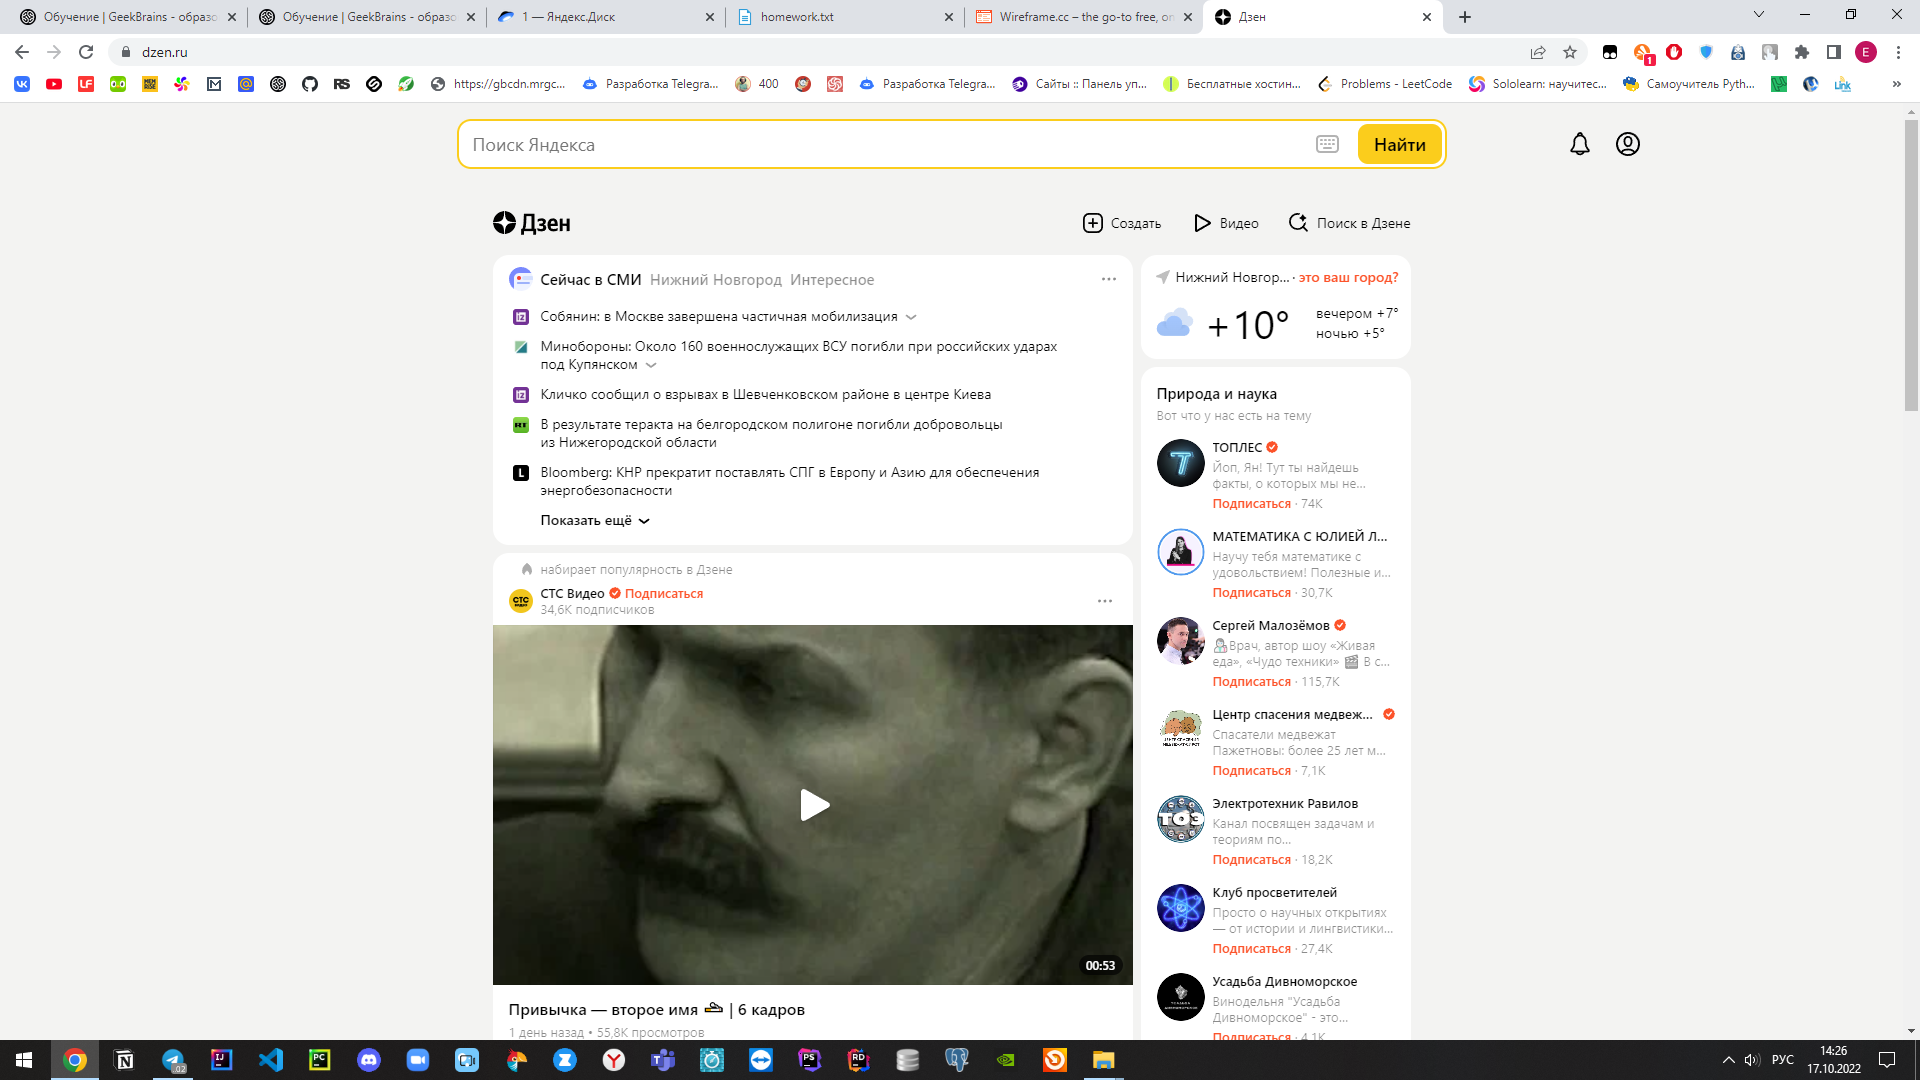 Обучение | GeekBrains - образо
Обучение | GeekBrains - образо
1 — Яндекс.Диск
homework.txt
Wireframe.cc – the go-to free, on
Дзен
dzen.ru
1
E
https://gbcdn.mrgc...
Разработка Telegra...
400
Разработка Telegra...
Сайты :: Панель уп...
Бесплатные хостин...
Problems - LeetCode
Sololearn: научитес...
Самоучитель Pyth...
Поиск Яндекса
Найти
Дзен
Создать
Видео
Поиск в Дзене
Сейчас в СМИ Нижний Новгород Интересное
Собянин: в Москве завершена частичная мобилизация
Минобороны: Около 160 военнослужащих ВСУ погибли при российских ударах
под Купянском
Кличко сообщил о взрывах в Шевченковском районе в центре Киева
В результате теракта на белгородском полигоне погибли добровольцы
из Нижегородской области
Bloomberg: КНР прекратит поставлять СПГ в Европу и Азию для обеспечения
энергобезопасности
Показать ещё
набирает популярность в Дзене
СТС Видео Подписаться
34,6K подписчиков
00:53
Привычка — второе имя | 6 кадров
1 день назад • 55,8K просмотров
Нижний Новгор... · это ваш город?
+10°
вечером +7°
ночью +5°
Природа и наука
Вот что у нас есть на тему
ТОПЛЕС
Йоп, Ян! Тут ты найдешь
факты, о которых мы не...
Подписаться · 74K
МАТЕМАТИКА С ЮЛИЕЙ Л...
Научу тебя математике с
удовольствием! Полезные и...
Подписаться · 30,7K
Сергей Малозёмов
Врач, автор шоу «Живая
еда», «Чудо техники» В с...
Подписаться · 115,7K
Центр спасения медвеж...
Спасатели медвежат
Пажетновы: более 25 лет м...
Подписаться · 7,1K
Электротехник Равилов
Канал посвящен задачам и
теориям по...
Подписаться · 18,2K
Клуб просветителей
Просто о научных открытиях
— от истории и лингвистики...
Подписаться · 27,4K
Усадьба Дивноморское
Винодельня "Усадьба
Дивноморское" - это...
Подписаться · 4,1K
РУС
14:26
17.10.2022